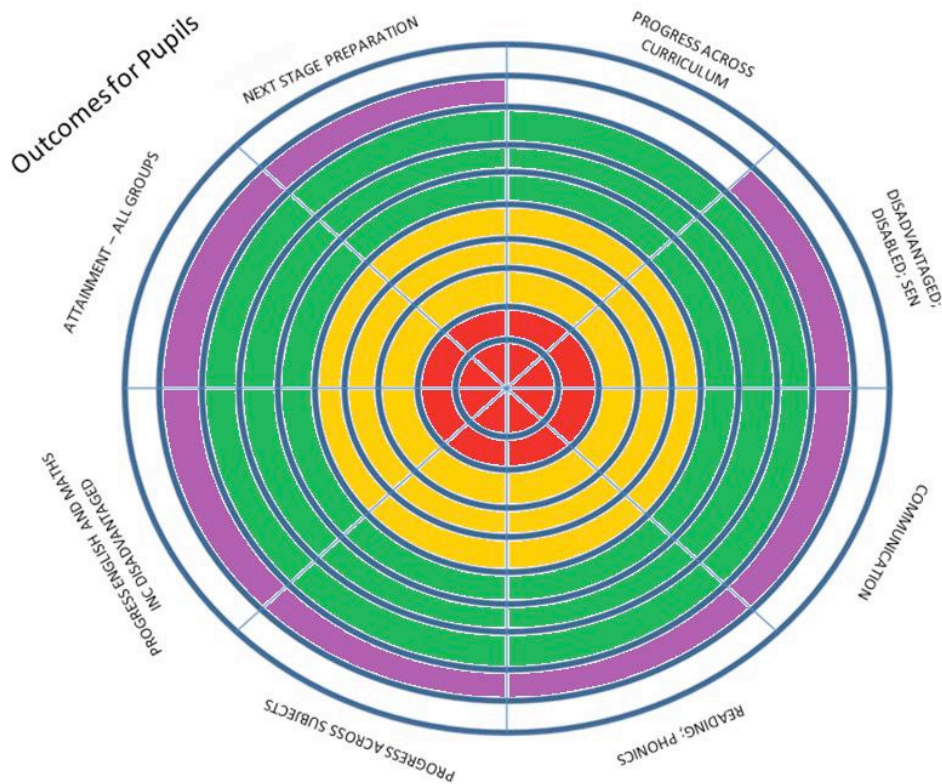 Outcomes for Pupils
NEXT STAGE PREPARATION
PROGRESS ACROSS
CURRICULUM
DISADVANTAGED;
DISABLED; SEN
COMMUNICATION
READING; PHONICS
PROGRESS ACROSS SUBJECTS
PROGRESS ENGLISH AND MATHS
INC DISADVANTAGED
ATTAINMENT – ALL GROUPS